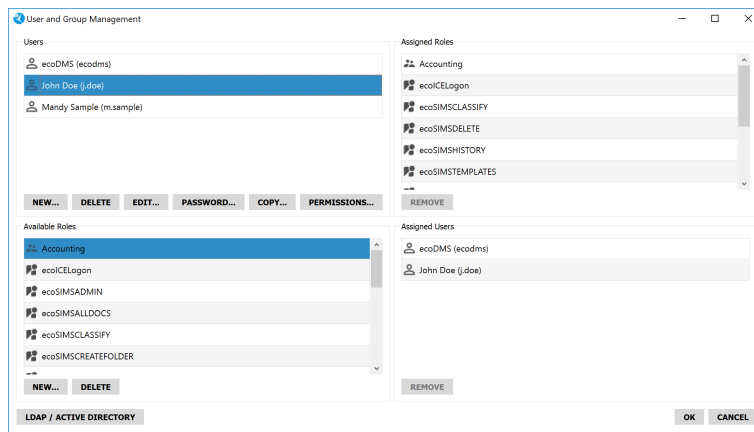 User and Group Management
Users
ecoDMS (ecodms)
John Doe (j.doe)
Mandy Sample (m.sample)
NEW... DELETE EDIT... PASSWORD... COPY... PERMISSIONS...
Assigned Roles
Accounting
ecoICELogon
ecoSIMSCLASSIFY
ecoSIMSDELETE
ecoSIMSHISTORY
ecoSIMSTEMPLATES
REMOVE
Available Roles
Accounting
ecoICELogon
ecoSIMSADMIN
ecoSIMSALLDOCS
ecoSIMSCLASSIFY
ecoSIMSCREATEFOLDER
NEW... DELETE
Assigned Users
ecoDMS (ecodms)
John Doe (j.doe)
REMOVE
LDAP / ACTIVE DIRECTORY
OK CANCEL